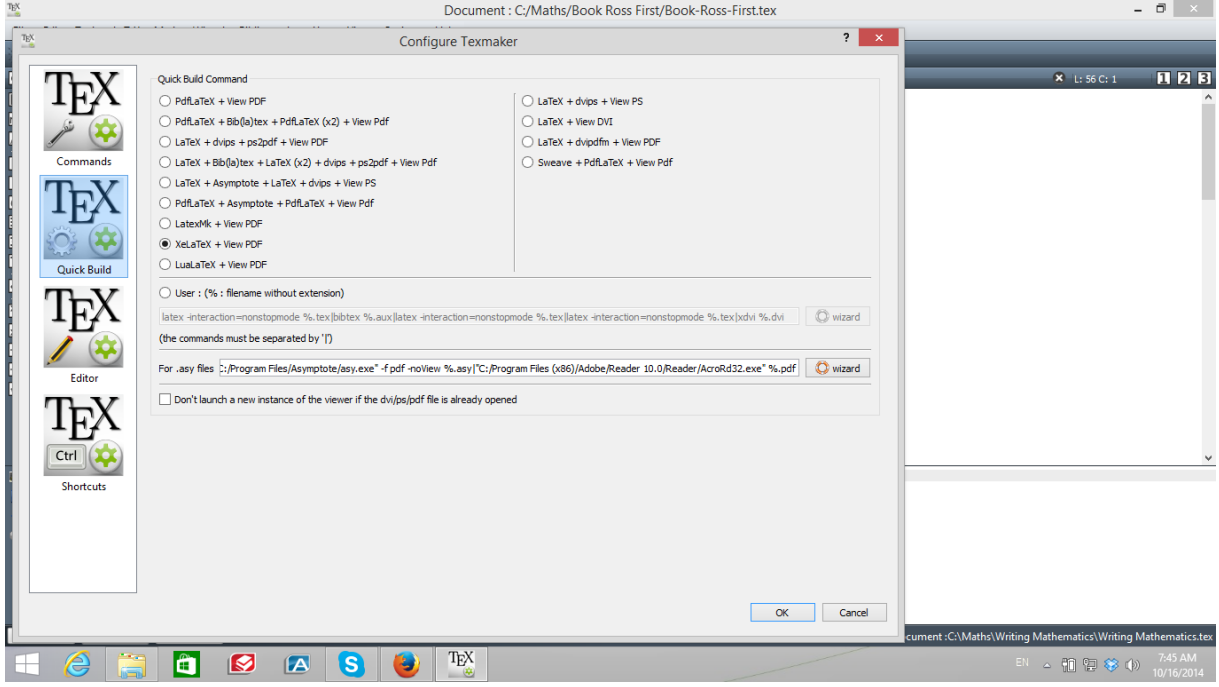 TEX
Document : C:/Maths/Book Ross First/Book-Ross-First.tex
TEX
Configure Texmaker
?
L: 56 C: 1
1 2 3
TEX
Commands
TEX
Quick Build
TEX
Editor
TEX
Ctrl
Shortcuts
Quick Build Command
PdfLaTeX + View PDF
PdfLaTeX + Bib(la)tex + PdfLaTeX (x2) + View Pdf
LaTeX + dvips + ps2pdf + View PDF
LaTeX + Bib(la)tex + LaTeX (x2) + dvips + ps2pdf + View Pdf
LaTeX + Asymptote + LaTeX + dvips + View PS
PdfLaTeX + Asymptote + PdfLaTeX + View Pdf
LatexMk + View PDF
XeLaTeX + View PDF
LuaLaTeX + View PDF
LaTeX + dvips + View PS
LaTeX + View DVI
LaTeX + dvipdfm + View PDF
Sweave + PdfLaTeX + View Pdf
User : (% : filename without extension)
latex -interaction=nonstopmode %.tex|bibtex %.aux|latex -interaction=nonstopmode %.tex|latex -interaction=nonstopmode %.tex|xdvi %.dvi
wizard
(the commands must be separated by '|')
For .asy files :/Program Files/Asymptote/asy.exe" -f pdf -noView %.asy|"C:/Program Files (x86)/Adobe/Reader 10.0/Reader/AcroRd32.exe" %.pdf
wizard
Don't launch a new instance of the viewer if the dvi/ps/pdf file is already opened
OK
Cancel
cument :C:\Maths\Writing Mathematics\Writing Mathematics.tex
TEX
EN
7:45 AM
10/16/2014